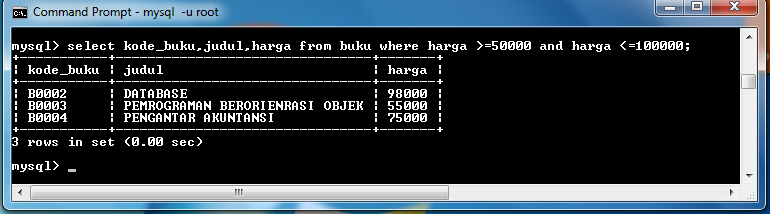 Command Prompt - mysql -u root
mysql> select kode_buku,judul,harga from buku where harga >=50000 and harga <=100000;
+-----------+------------------------------+-------+
| kode_buku | judul | harga |
+-----------+------------------------------+-------+
| B0002 | DATABASE | 98000 |
| B0003 | PEMROGRAMAN BERORIENRASI OBJEK | 55000 |
| B0004 | PENGANTAR AKUNTANSI | 75000 |
+-----------+------------------------------+-------+
3 rows in set (0.00 sec)
mysql> _